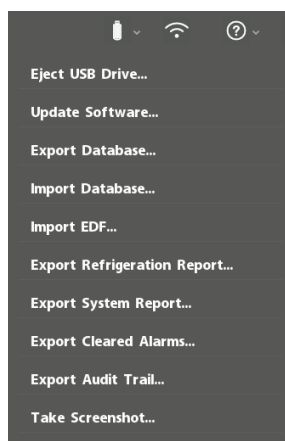 Eject USB Drive...
Update Software...
Export Database...
Import Database...
Import EDF...
Export Refrigeration Report...
Export System Report...
Export Cleared Alarms...
Export Audit Trail...
Take Screenshot...